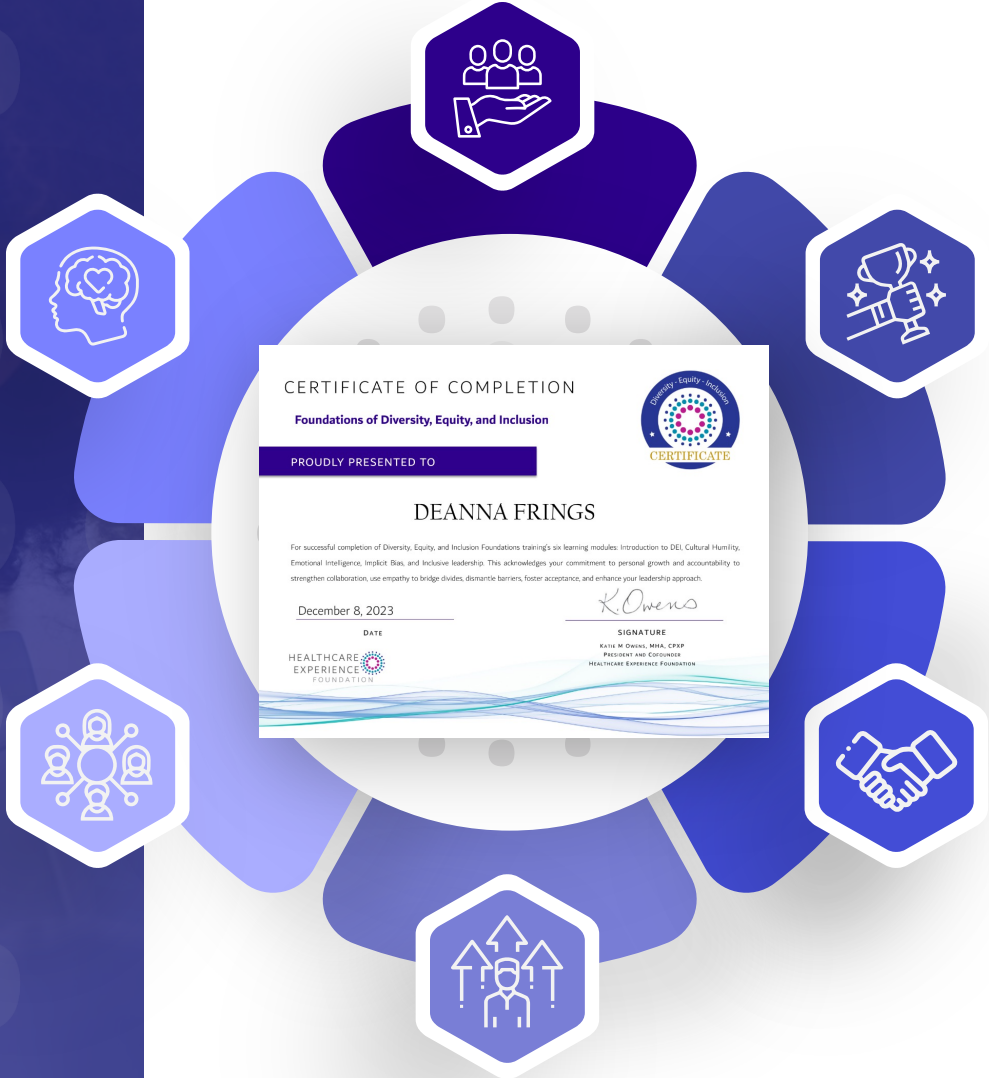 CERTIFICATE OF COMPLETION
Foundations of Diversity, Equity, and Inclusion
Diversity - Equity - Inclusion
CERTIFICATE
PROUDLY PRESENTED TO
DEANNA FRINGS
For successful completion of Diversity, Equity, and Inclusion Foundations training's six learning modules: Introduction to DEI, Cultural Humility,
Emotional Intelligence, Implicit Bias, and Inclusive leadership. This acknowledges your commitment to personal growth and accountability to
strengthen collaboration, use empathy to bridge divides, dismantle barriers, foster acceptance, and enhance your leadership approach.
December 8, 2023
DATE
K. Owens
SIGNATURE
KATIE M OWENS, MHA, CPXP
PRESIDENT AND COFOUNDER
HEALTHCARE EXPERIENCE FOUNDATION
HEALTHCARE
EXPERIENCE
FOUNDATION